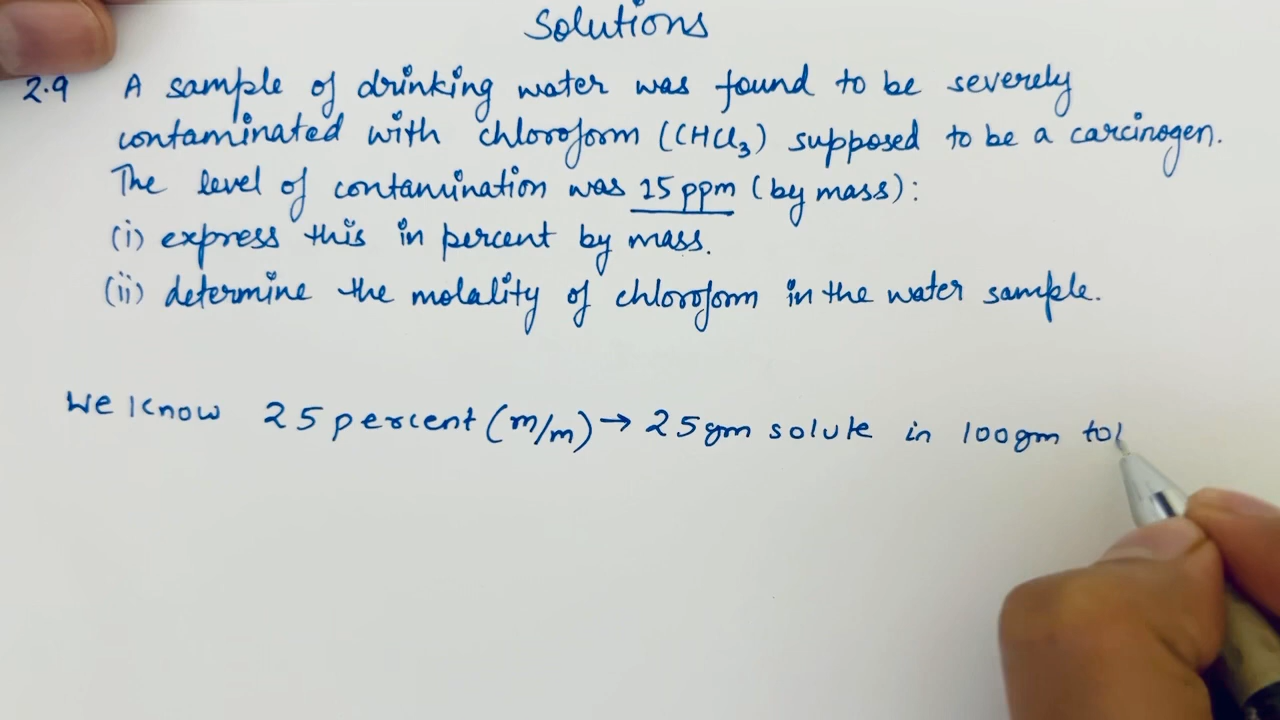 Solutions
2.9 A sample of drinking water was found to be severely
contaminated with chloroform (CHCl₃) supposed to be a carcinogen.
The level of contamination was 15 ppm (by mass):
(i) express this in percent by mass.
(ii) determine the molality of chloroform in the water sample.
We know 25 percent (m/m) → 25gm solute in 100gm